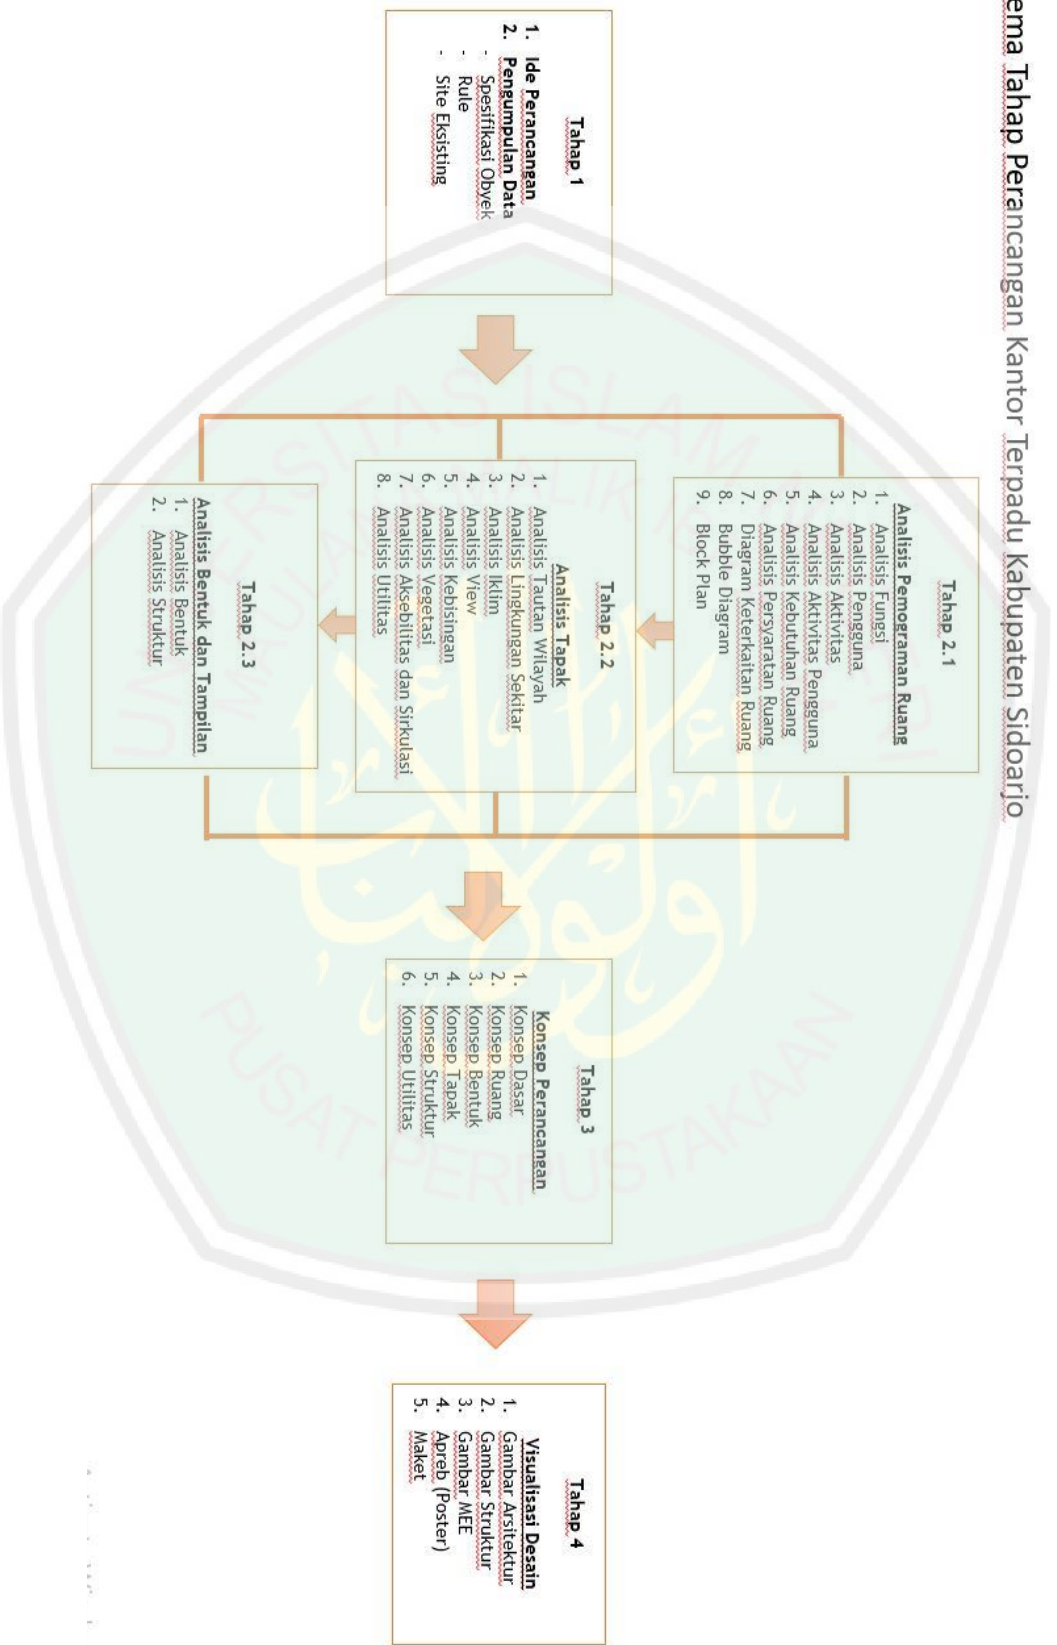 Tahap Perancangan Kantor Terpadu Kabupaten Sidoarjo
Tahap 1
1. Ide Perancangan
2. Pengumpulan Data
- Spesifikasi Obyek
- Rule
- Site Eksisting
Tahap 2.1
Analisis Pemograman Ruang
1. Analisis Fungsi
2. Analisis Pengguna
3. Analisis Aktivitas
4. Analisis Aktivitas Pengguna
5. Analisis Kebutuhan Ruang
6. Analisis Persyaratan Ruang
7. Diagram Keterkaitan Ruang
8. Bubble Diagram
9. Block Plan
Tahap 2.2
Analisis Tapak
1. Analisis Tautan Wilayah
2. Analisis Lingkungan Sekitar
3. Analisis Iklim
4. Analisis View
5. Analisis Kebisingan
6. Analisis Vegetasi
7. Analisis Aksebilitas dan Sirkulasi
8. Analisis Utilitas
Tahap 2.3
Analisis Bentuk dan Tampilan
1. Analisis Bentuk
2. Analisis Struktur
Tahap 3
Konsep Perancangan
1. Konsep Dasar
2. Konsep Ruang
3. Konsep Bentuk
4. Konsep Tapak
5. Konsep Struktur
6. Konsep Utilitas
Tahap 4
Visualisasi Desain
1. Gambar Arsitektur
2. Gambar Struktur
3. Gambar MEE
4. Apreb (Poster)
5. Maket
PUSAT PERPUSTAKAAN